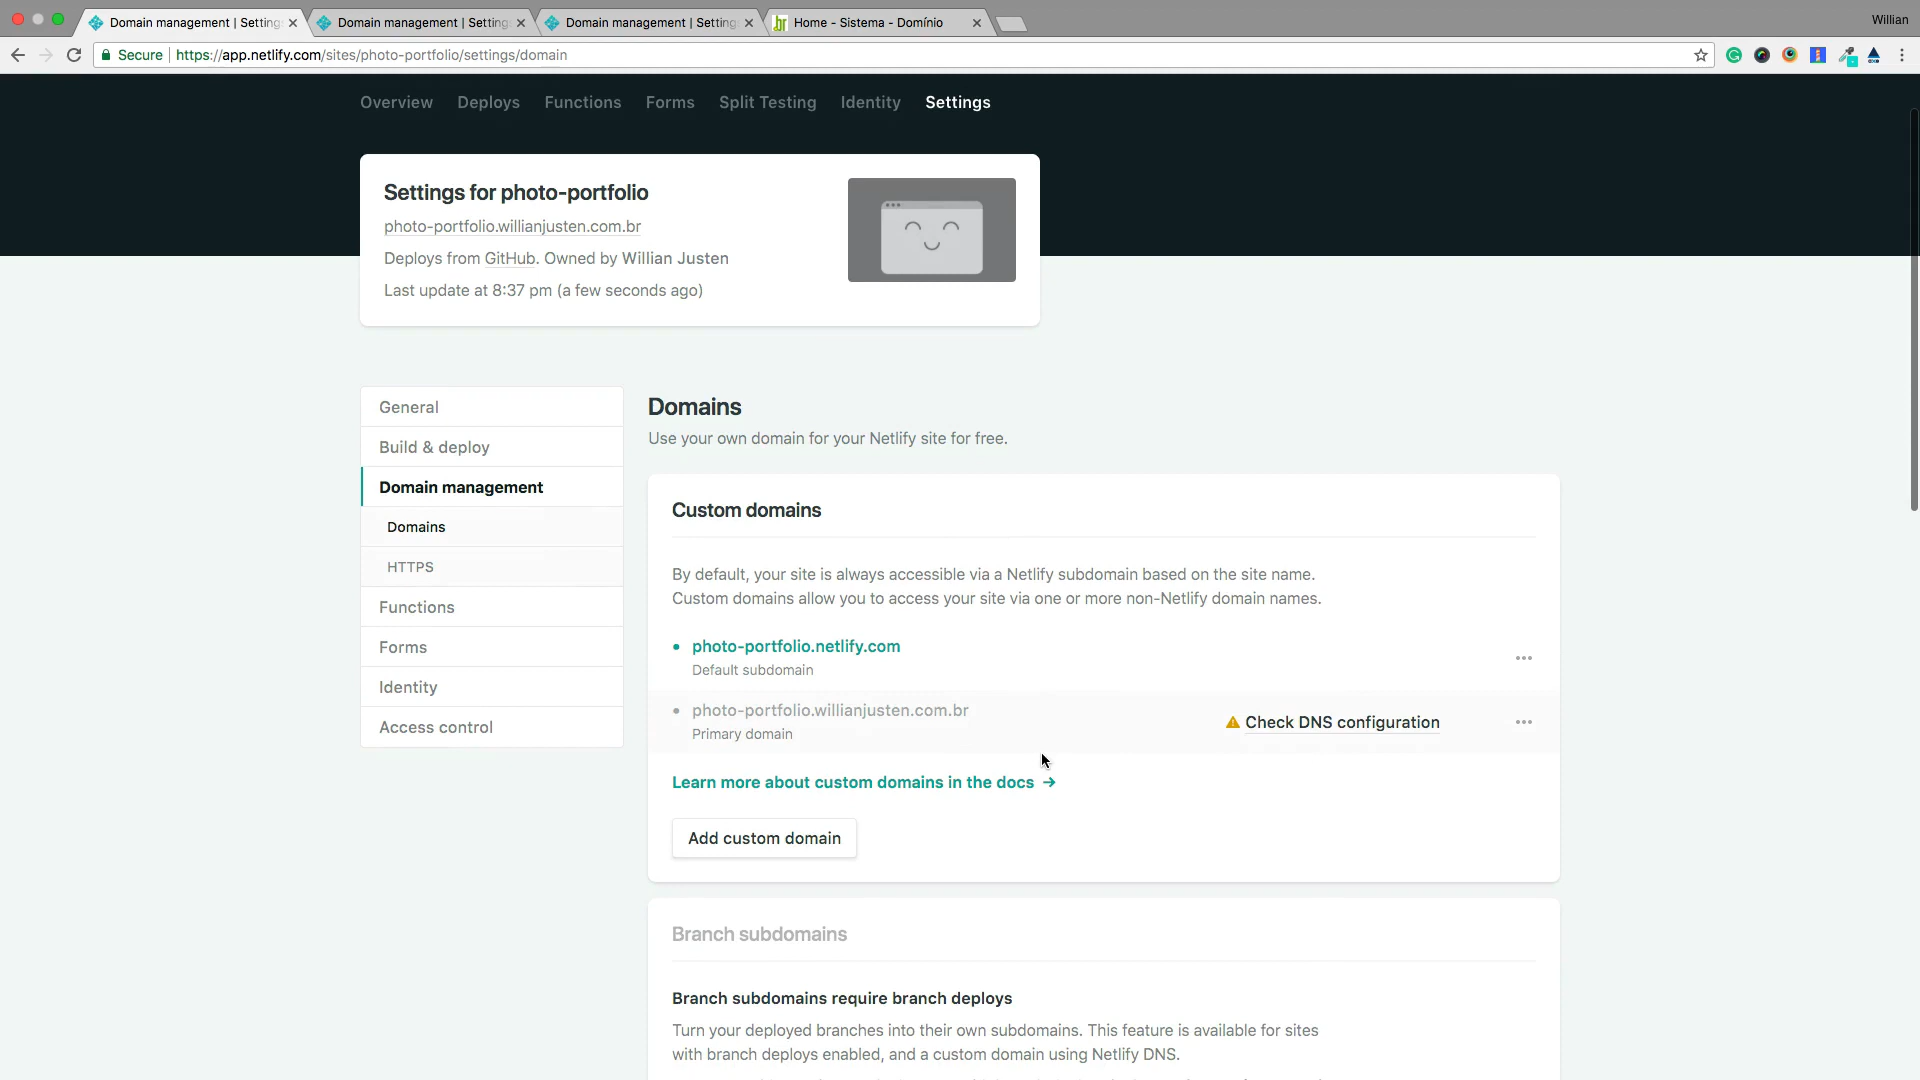 Domain management | Setting
Domain management | Setting
Domain management | Setting
Home - Sistema - Domínio
Willian
Secure
https://app.netlify.com/sites/photo-portfolio/settings/domain
Overview
Deploys
Functions
Forms
Split Testing
Identity
Settings
Settings for photo-portfolio
photo-portfolio.willianjusten.com.br
Deploys from GitHub. Owned by Willian Justen
Last update at 8:37 pm (a few seconds ago)
General
Build & deploy
Domain management
Domains
HTTPS
Functions
Forms
Identity
Access control
Domains
Use your own domain for your Netlify site for free.
Custom domains
By default, your site is always accessible via a Netlify subdomain based on the site name.
Custom domains allow you to access your site via one or more non-Netlify domain names.
photo-portfolio.netlify.com
Default subdomain
photo-portfolio.willianjusten.com.br
Primary domain
Check DNS configuration
Learn more about custom domains in the docs →
Add custom domain
Branch subdomains
Branch subdomains require branch deploys
Turn your deployed branches into their own subdomains. This feature is available for sites
with branch deploys enabled, and a custom domain using Netlify DNS.